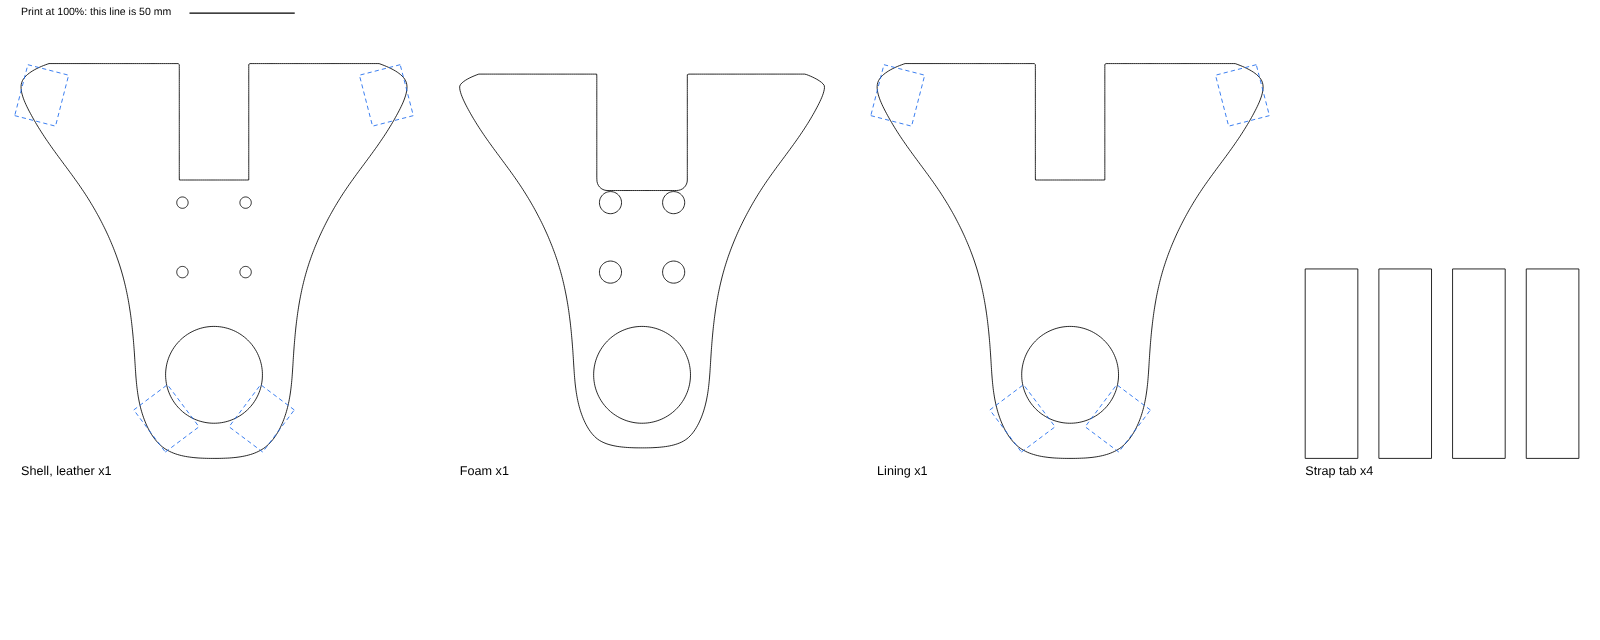 Print at 100%: this line is 50 mm
Shell, leather x1
Foam x1
Lining x1
Strap tab x4